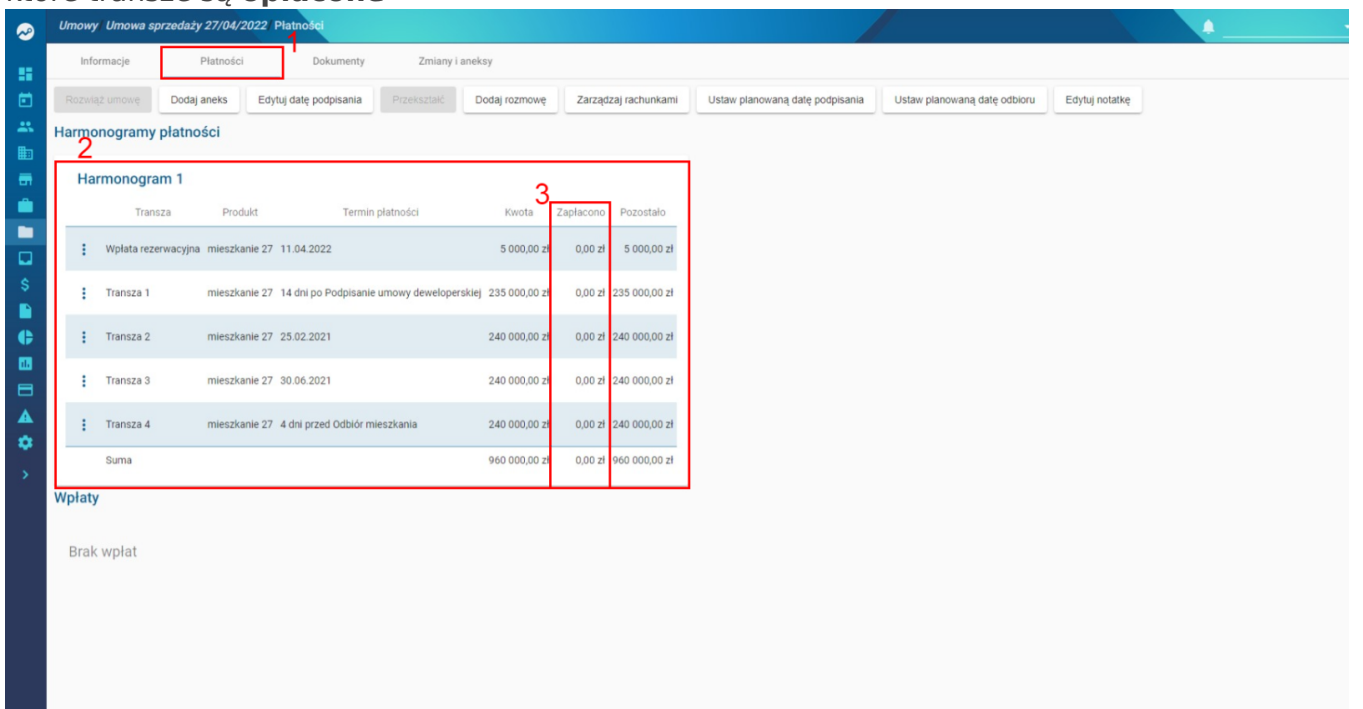 które transze są opłacone
Umowy Umowa sprzedaży 27/04/2022 Płatności
1
Informacje Płatności Dokumenty Zmiany i aneksy
Rozwiąż umowę Dodaj aneks Edytuj datę podpisania Przekształć Dodaj rozmowę Zarządzaj rachunkami Ustaw planowaną datę podpisania Ustaw planowaną datę odbioru Edytuj notatkę
Harmonogramy płatności
2
Harmonogram 1
3
Transza Produkt Termin płatności Kwota Zapłacono Pozostało
Wpłata rezerwacyjna mieszkanie 27 11.04.2022 5 000,00 zł 0,00 zł 5 000,00 zł
Transza 1 mieszkanie 27 14 dni po Podpisanie umowy deweloperskiej 235 000,00 zł 0,00 zł 235 000,00 zł
Transza 2 mieszkanie 27 25.02.2021 240 000,00 zł 0,00 zł 240 000,00 zł
Transza 3 mieszkanie 27 30.06.2021 240 000,00 zł 0,00 zł 240 000,00 zł
Transza 4 mieszkanie 27 4 dni przed Odbiór mieszkania 240 000,00 zł 0,00 zł 240 000,00 zł
Suma 960 000,00 zł 0,00 zł 960 000,00 zł
Wpłaty
Brak wpłat